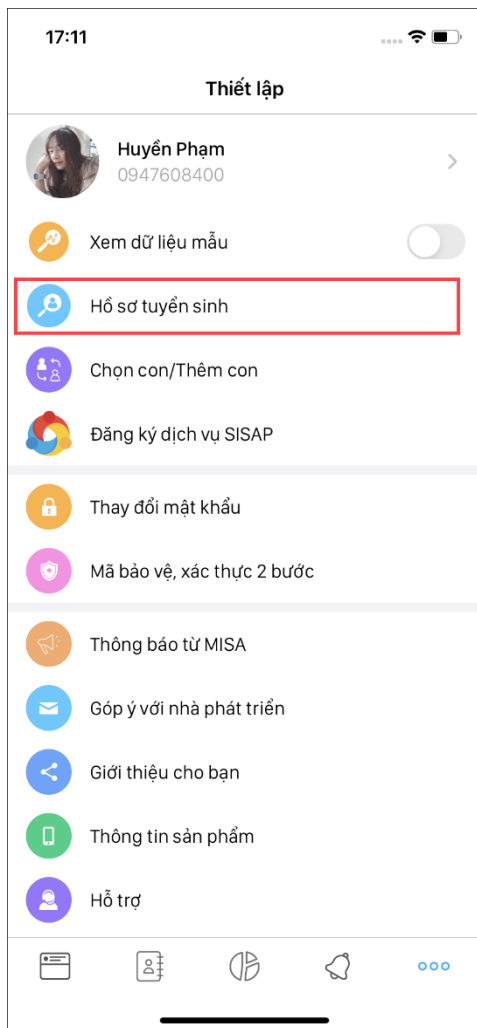 17:11
Thiết lập
Huyền Phạm
0947608400
Xem dữ liệu mẫu
Hồ sơ tuyển sinh
Chọn con/Thêm con
Đăng ký dịch vụ SISAP
Thay đổi mật khẩu
Mã bảo vệ, xác thực 2 bước
Thông báo từ MISA
Góp ý với nhà phát triển
Giới thiệu cho bạn
Thông tin sản phẩm
Hỗ trợ